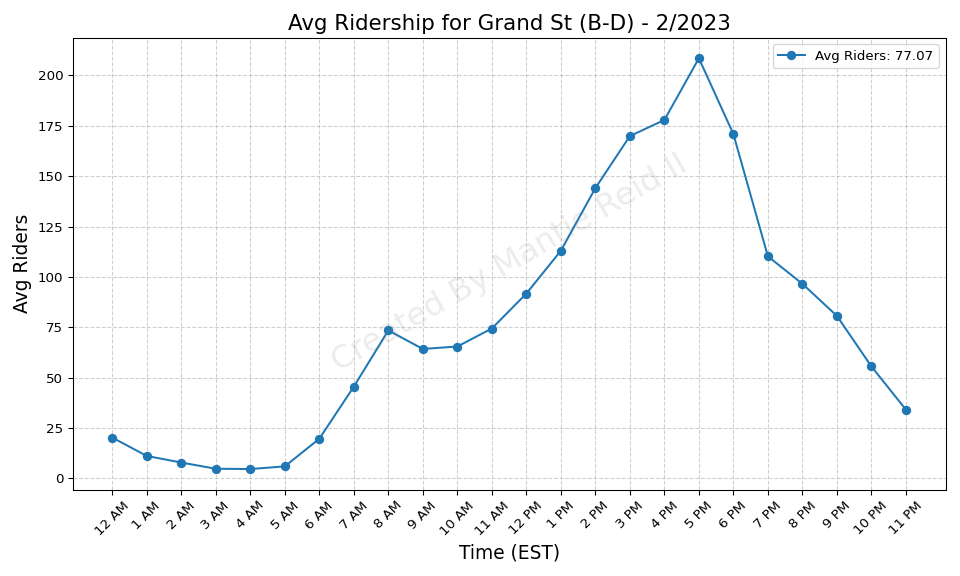 Avg Ridership for Grand St (B-D) - 2/2023
Avg Riders: 77.07
200
175
150
125
100
75
50
25
0
Avg Riders
Created By Mantie Reid II
12 AM
1 AM
2 AM
3 AM
4 AM
5 AM
6 AM
7 AM
8 AM
9 AM
10 AM
11 AM
12 PM
1 PM
2 PM
3 PM
4 PM
5 PM
6 PM
7 PM
8 PM
9 PM
10 PM
11 PM
Time (EST)